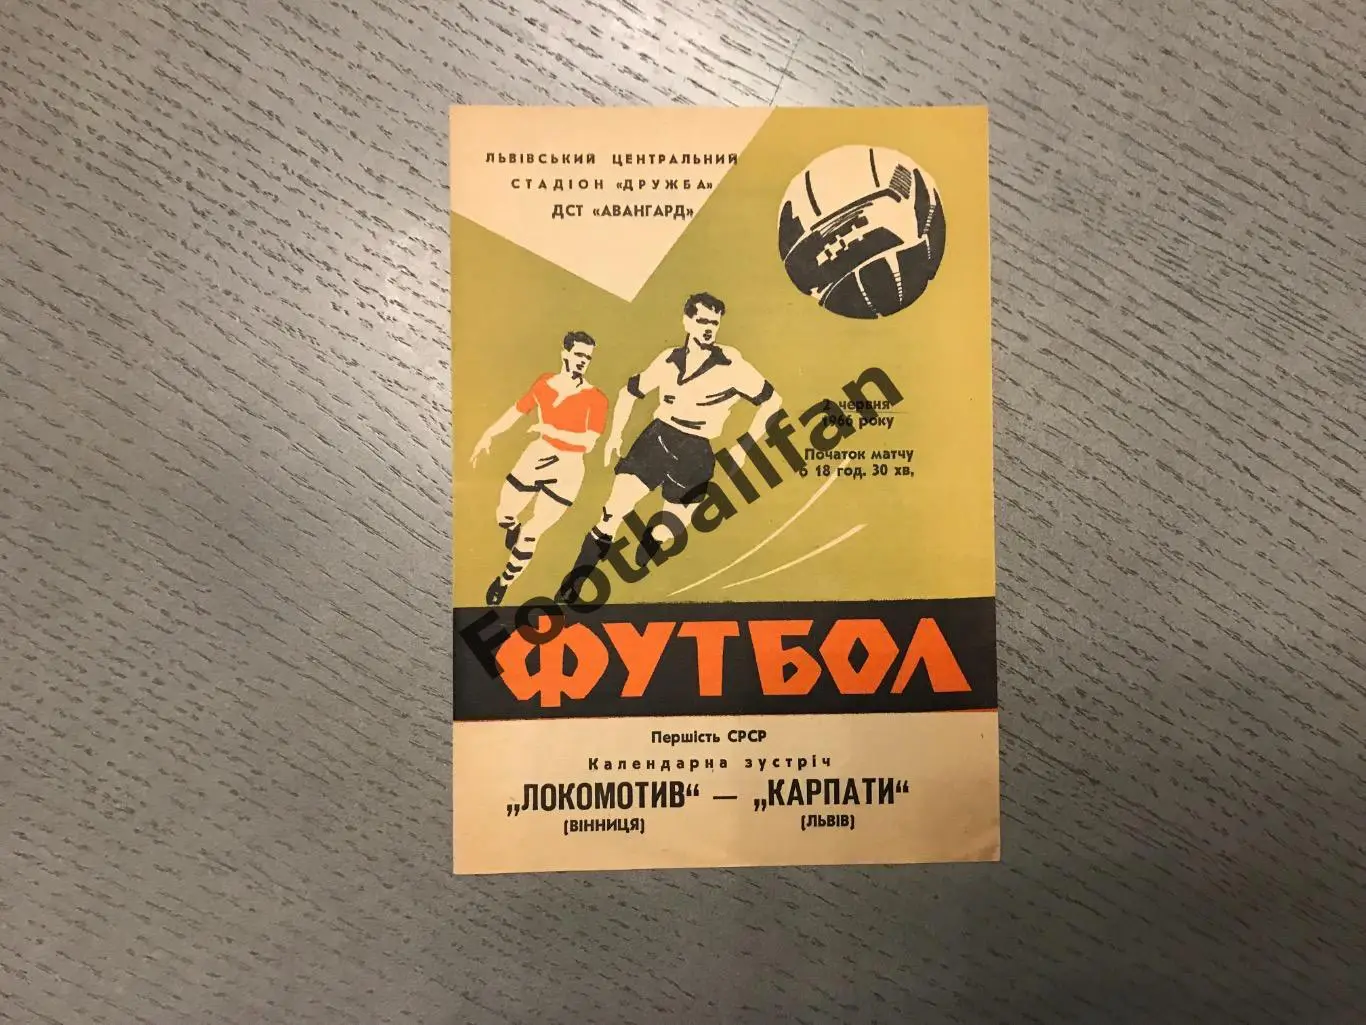 ЛЬВІВСЬКИЙ ЦЕНТРАЛЬНИЙ
СТАДІОН «ДРУЖБА»
ДСТ «АВАНГАРД»
2 червня
1966 року
Початок матчу
о 18 год. 30 хв,
Footballfan
ФУТБОЛ
Першість СРСР
Календарна зустріч
„ЛОКОМОТИВ“ — „КАРПАТИ“
(ВІННИЦЯ) (ЛЬВІВ)